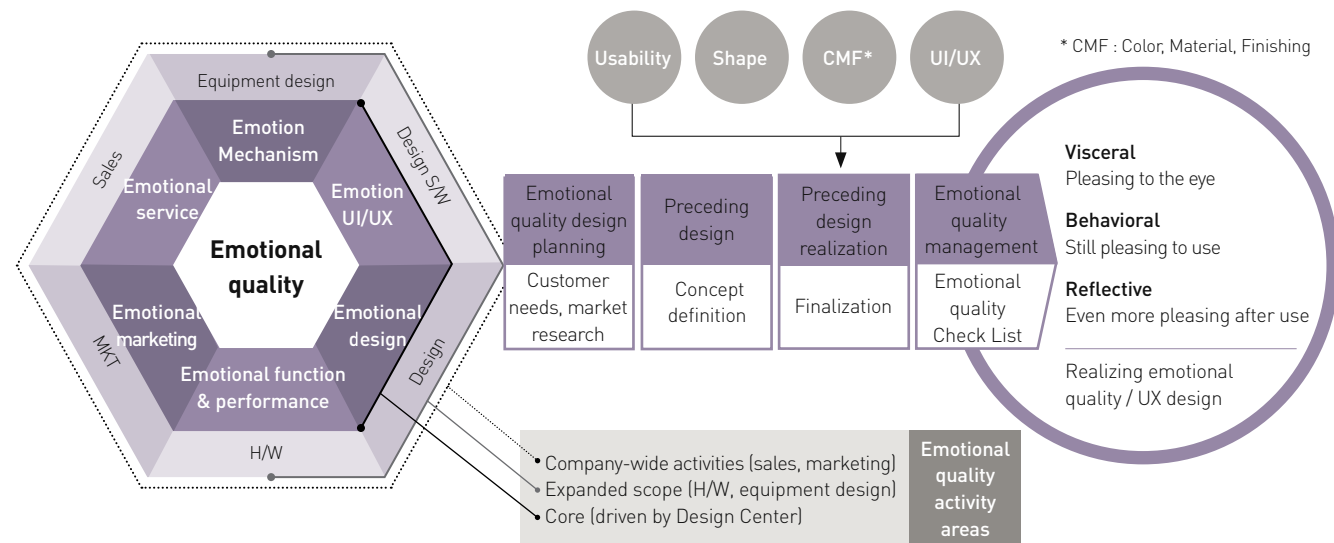 Usability
Shape
CMF*
UI/UX
* CMF : Color, Material, Finishing
Equipment design
Design S/W
Design
H/W
MKT
Sales
Emotion
Mechanism
Emotion
UI/UX
Emotional
design
Emotional function
& performance
Emotional
marketing
Emotional
service
Emotional
quality
Emotional
quality design
planning
Customer
needs, market
research
Preceding
design
Concept
definition
Preceding
design
realization
Finalization
Emotional
quality
management
Emotional
quality
Check List
Visceral
Pleasing to the eye
Behavioral
Still pleasing to use
Reflective
Even more pleasing after use
Realizing emotional
quality / UX design
Company-wide activities (sales, marketing)
Expanded scope (H/W, equipment design)
Core (driven by Design Center)
Emotional
quality
activity
areas